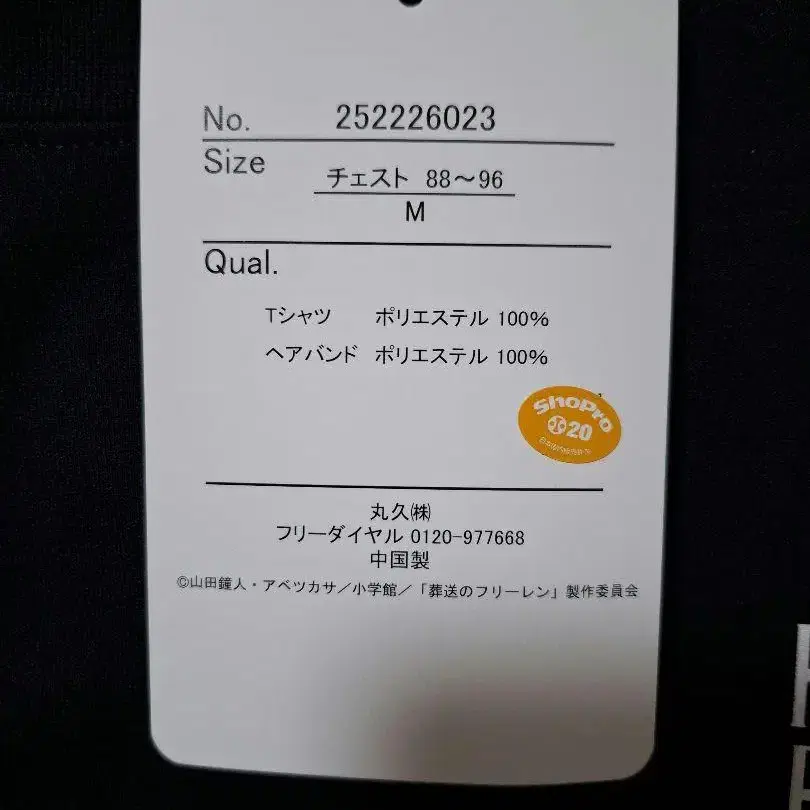 No. 252226023
Size
チェスト 88～96
M
Qual.
Tシャツ ポリエステル 100%
ヘアバンド ポリエステル 100%
ShoPro
20
丸久㈱
フリーダイヤル 0120-977668
中国製
©山田鐘人・アベツカサ／小学館／「葬送のフリーレン」製作委員会